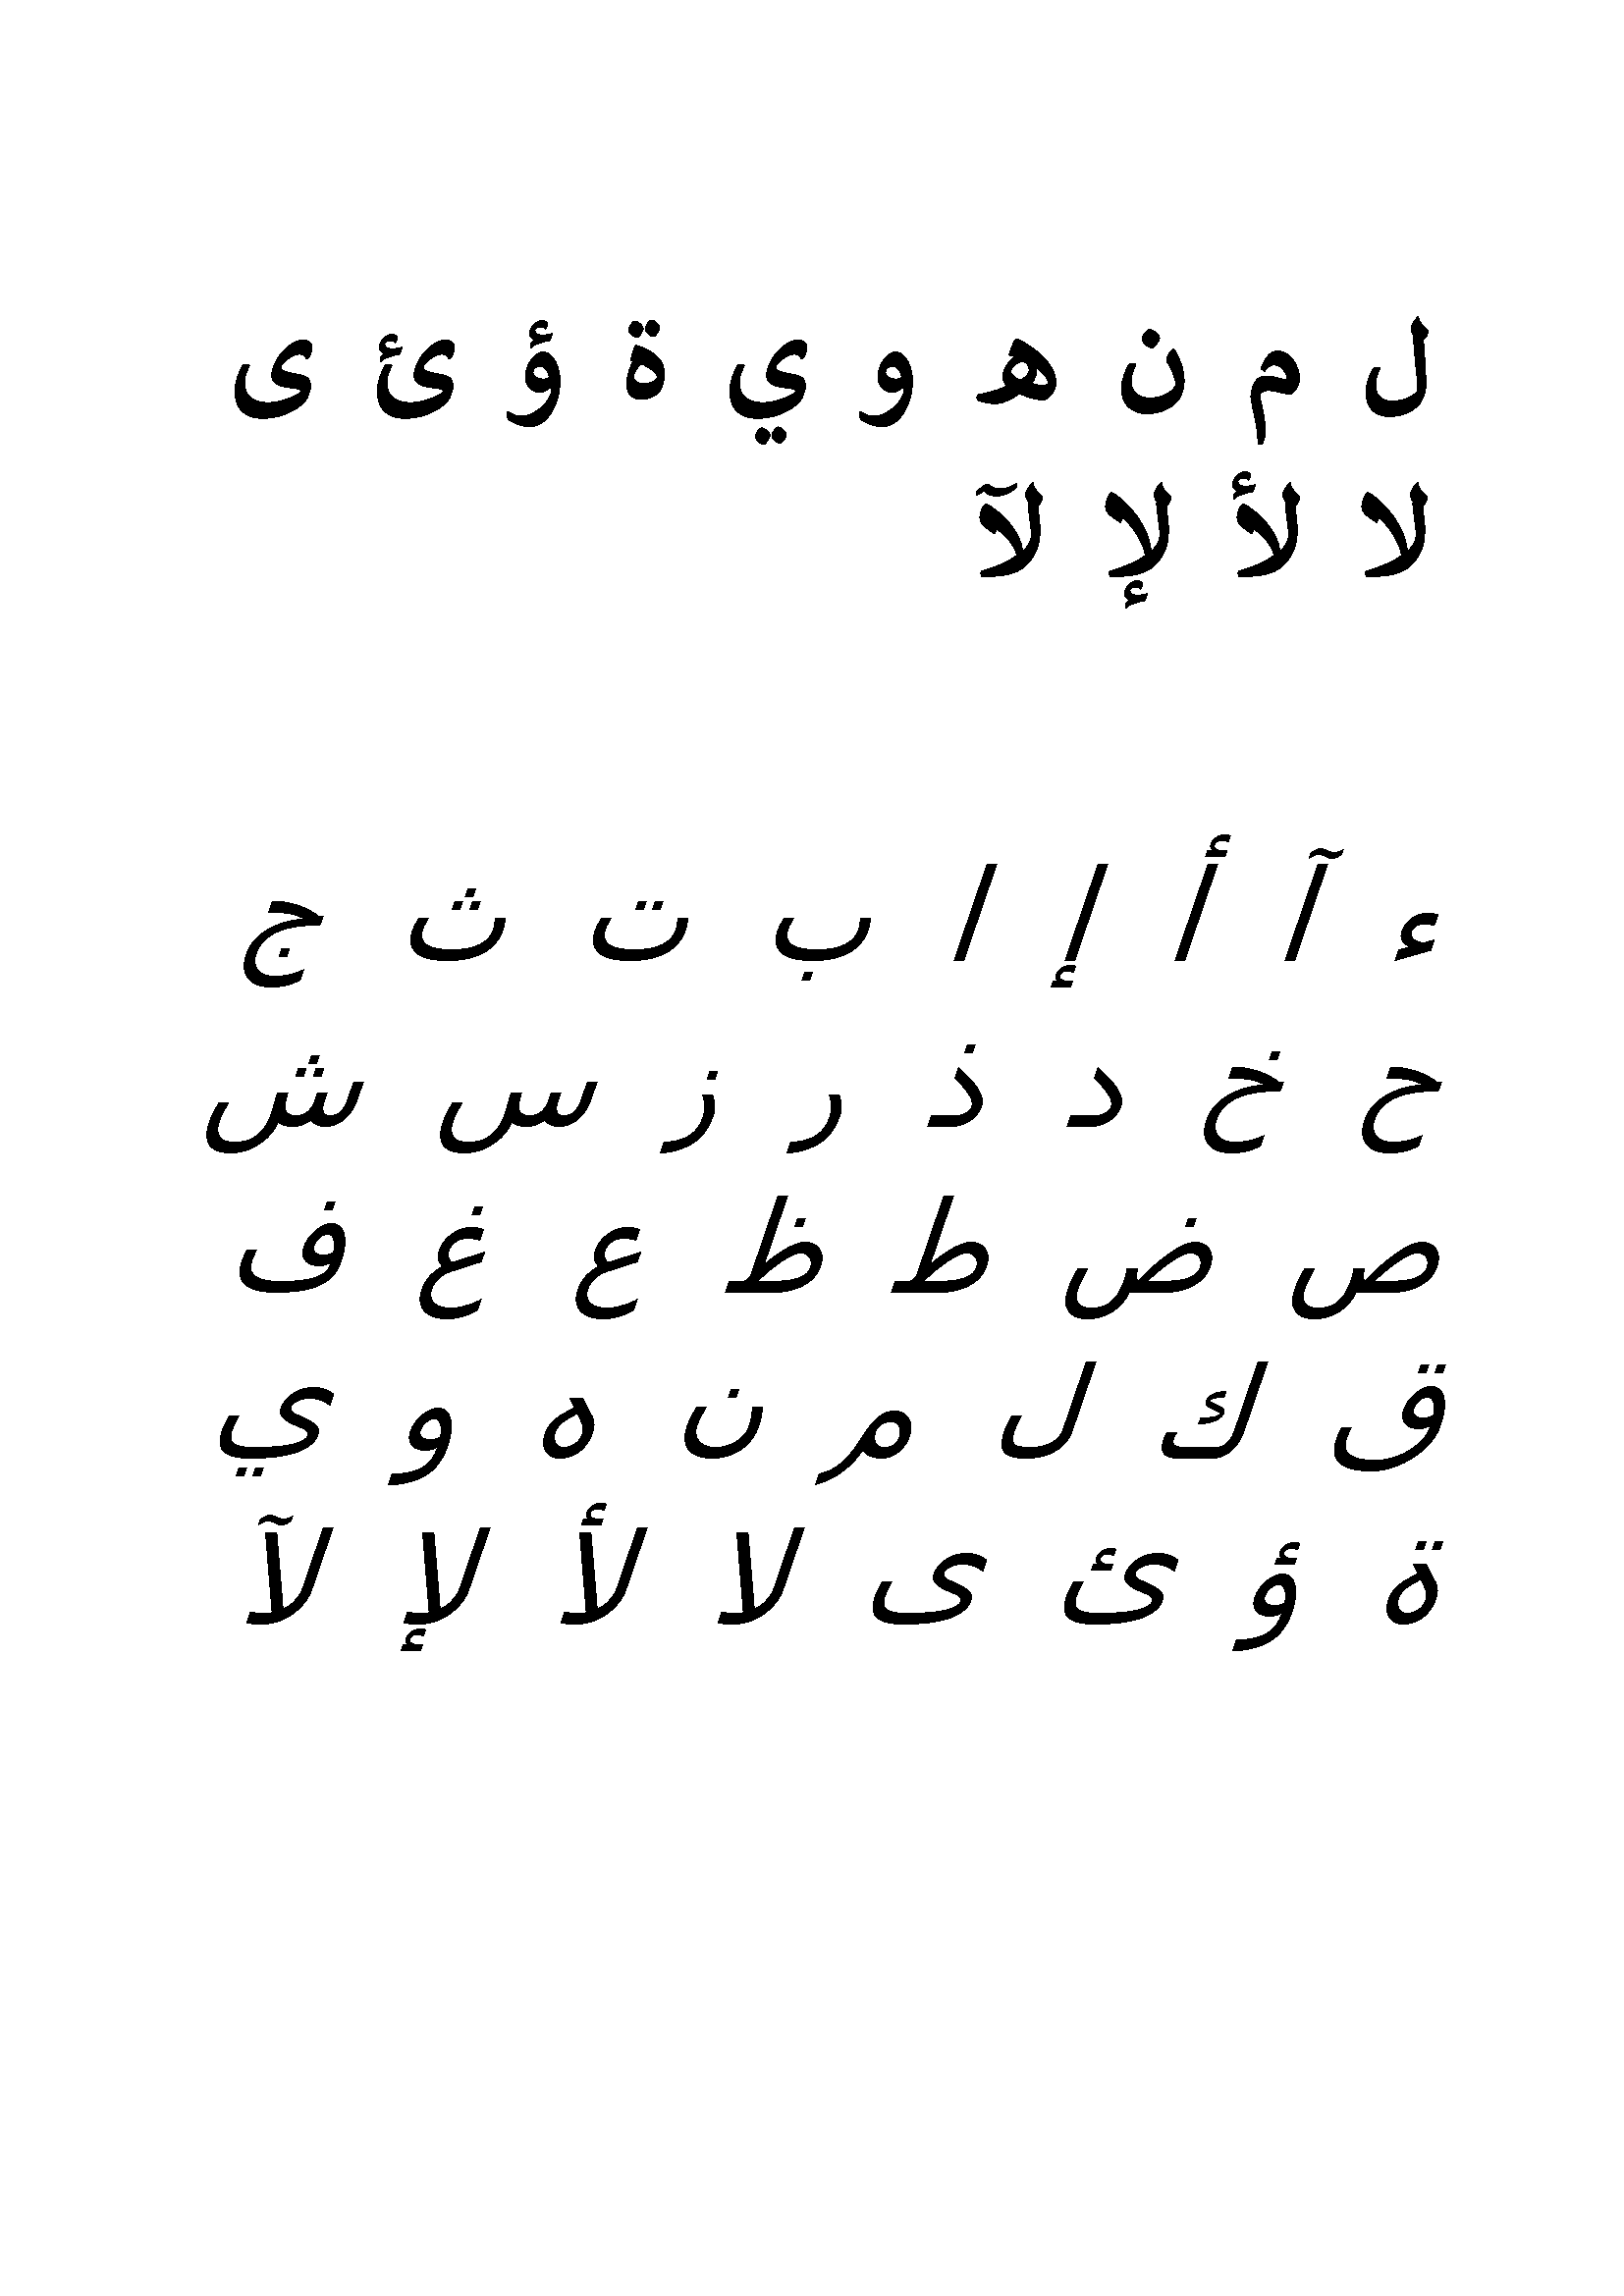 ل م ن ه‍ و ي ة ؤ ئ ى
لا لأ لإ لآ
ء آ أ إ ا ب ت ث ج
ح خ د ذ ر ز س ش
ص ض ط ظ ع غ ف
ق ك ل م ن ه و ي
ة ؤ ئ ى لا لأ لإ لآ